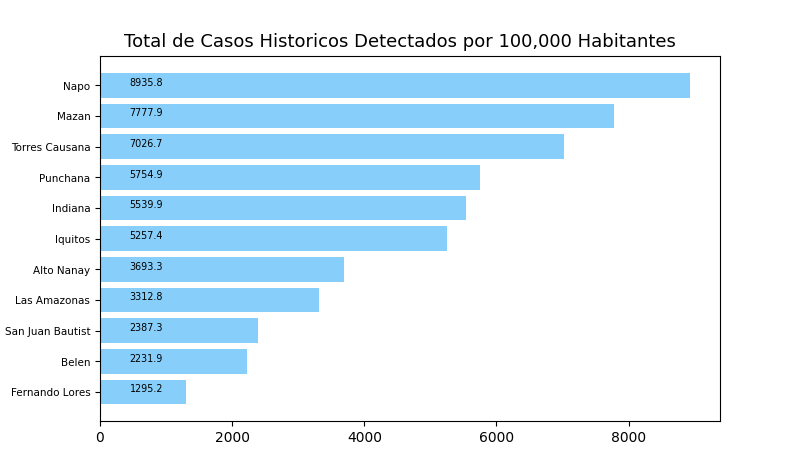 Total de Casos Historicos Detectados por 100,000 Habitantes
Napo 8935.8
Mazan 7777.9
Torres Causana 7026.7
Punchana 5754.9
Indiana 5539.9
Iquitos 5257.4
Alto Nanay 3693.3
Las Amazonas 3312.8
San Juan Bautist 2387.3
Belen 2231.9
Fernando Lores 1295.2
0 2000 4000 6000 8000